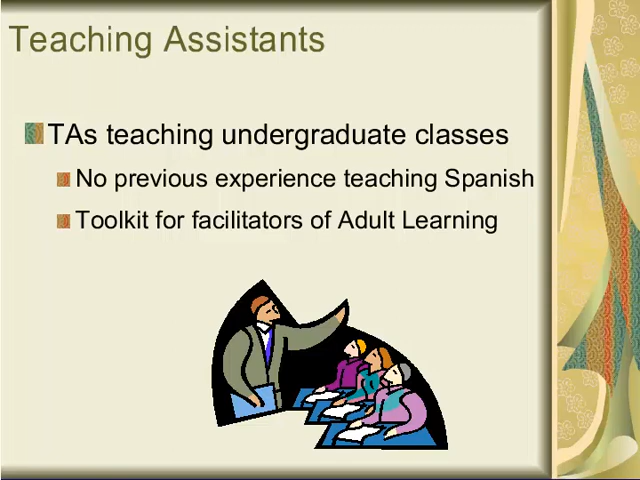 Teaching Assistants
TAs teaching undergraduate classes
No previous experience teaching Spanish
Toolkit for facilitators of Adult Learning